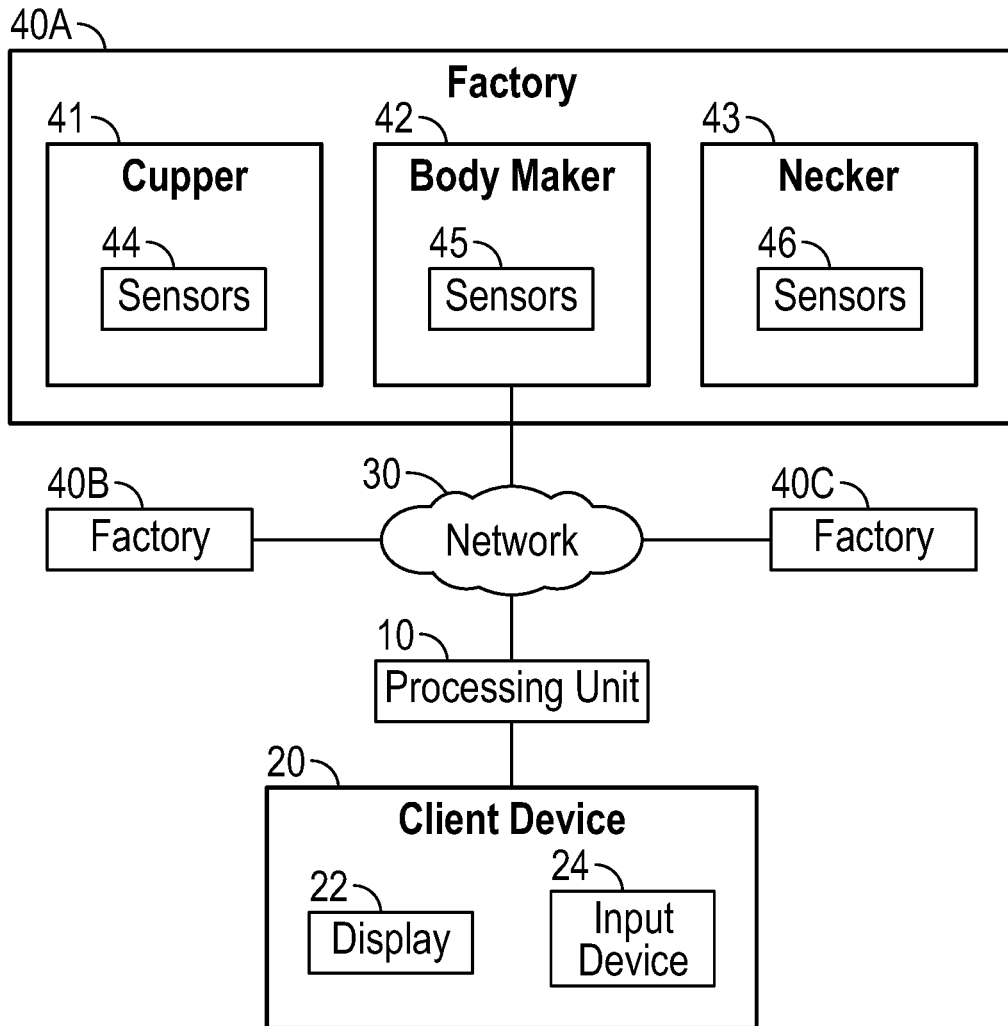 40A
Factory
41
42
43
Cupper
Body Maker
Necker
44
45
46
Sensors
Sensors
Sensors
30
40B
40C
Factory
Network
Factory
10
Processing Unit
20
Client Device
22
24
Display
Input
Device